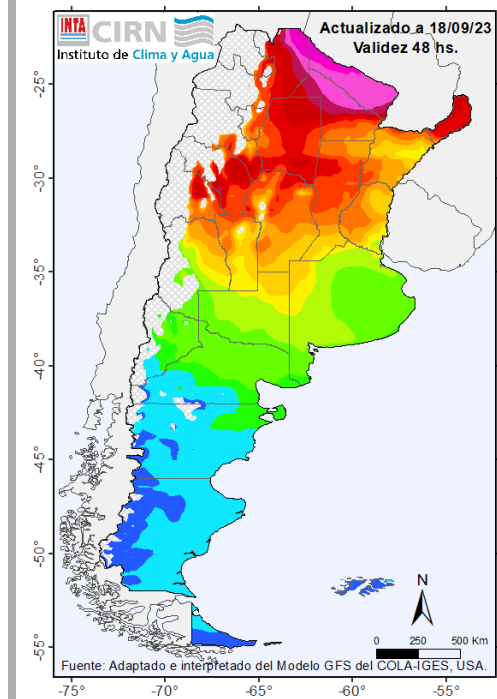 INTA CIRN
Instituto de Clima y Agua
Actualizado a 18/09/23
Validez 48 hs.
-25°
-30°
-35°
-40°
-45°
-50°
-55°
N
0 250 500 Km
Fuente: Adaptado e interpretado del Modelo GFS del COLA-IGES, USA.
-75° -70° -65° -60° -55°